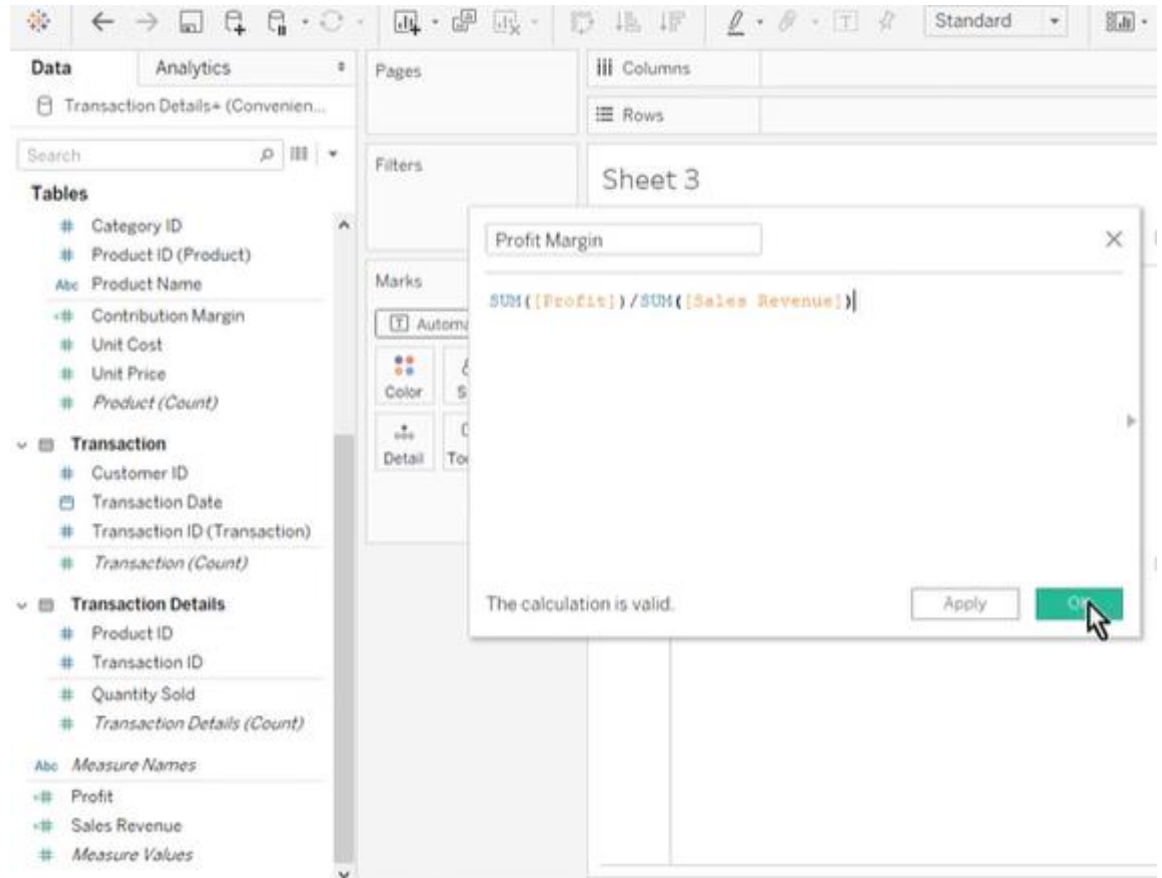 Standard
Data Analytics
Transaction Details+ (Convenien...
Search
Tables
Category ID
Product ID (Product)
Abc Product Name
Contribution Margin
Unit Cost
Unit Price
Product (Count)
Transaction
Customer ID
Transaction Date
Transaction ID (Transaction)
Transaction (Count)
Transaction Details
Product ID
Transaction ID
Quantity Sold
Transaction Details (Count)
Abc Measure Names
Profit
Sales Revenue
Measure Values
Pages
Filters
Marks
Automa
Color
Detail
Columns
Rows
Sheet 3
Profit Margin
SUM([Profit])/SUM([Sales Revenue])
The calculation is valid.
Apply